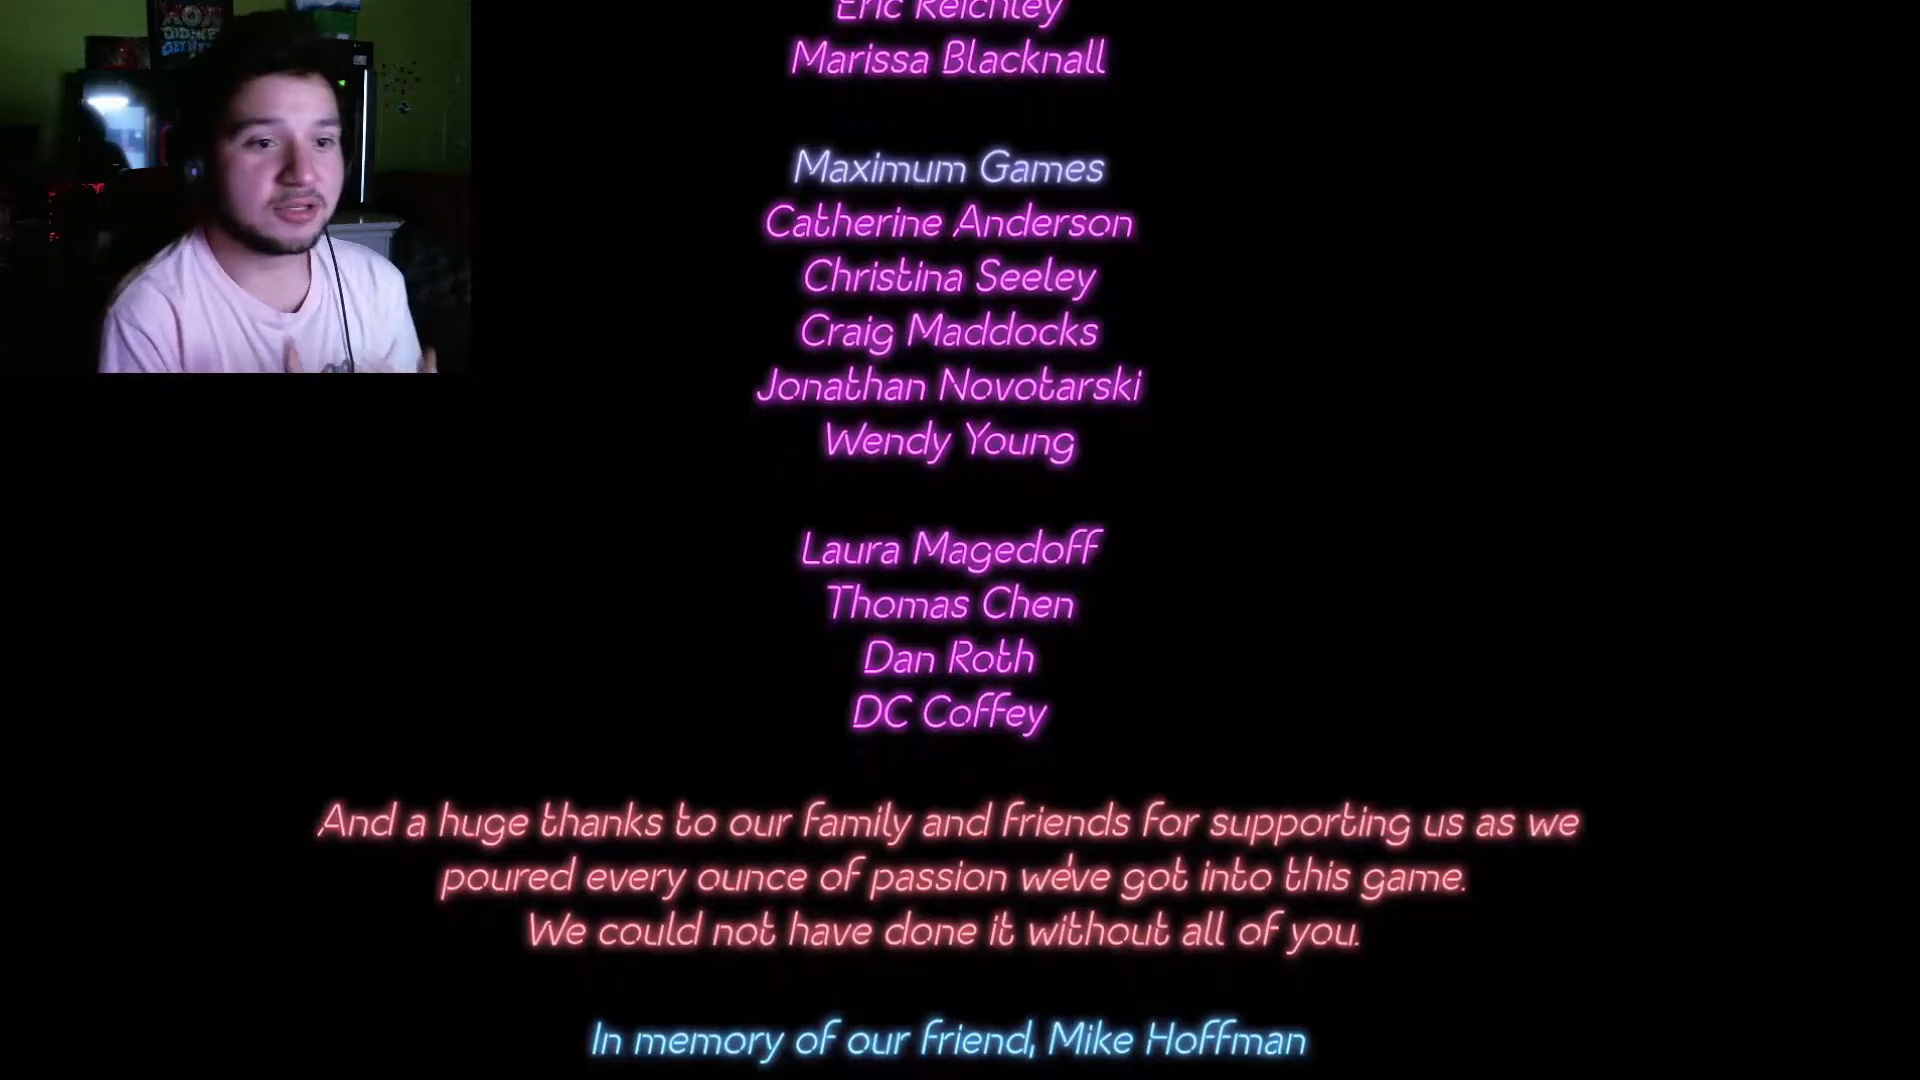 Eric Reichley
Marissa Blacknall
Maximum Games
Catherine Anderson
Christina Seeley
Craig Maddocks
Jonathan Novotarski
Wendy Young
Laura Magedoff
Thomas Chen
Dan Roth
DC Coffey
And a huge thanks to our family and friends for supporting us as we
poured every ounce of passion we've got into this game.
We could not have done it without all of you.
In memory of our friend, Mike Hoffman